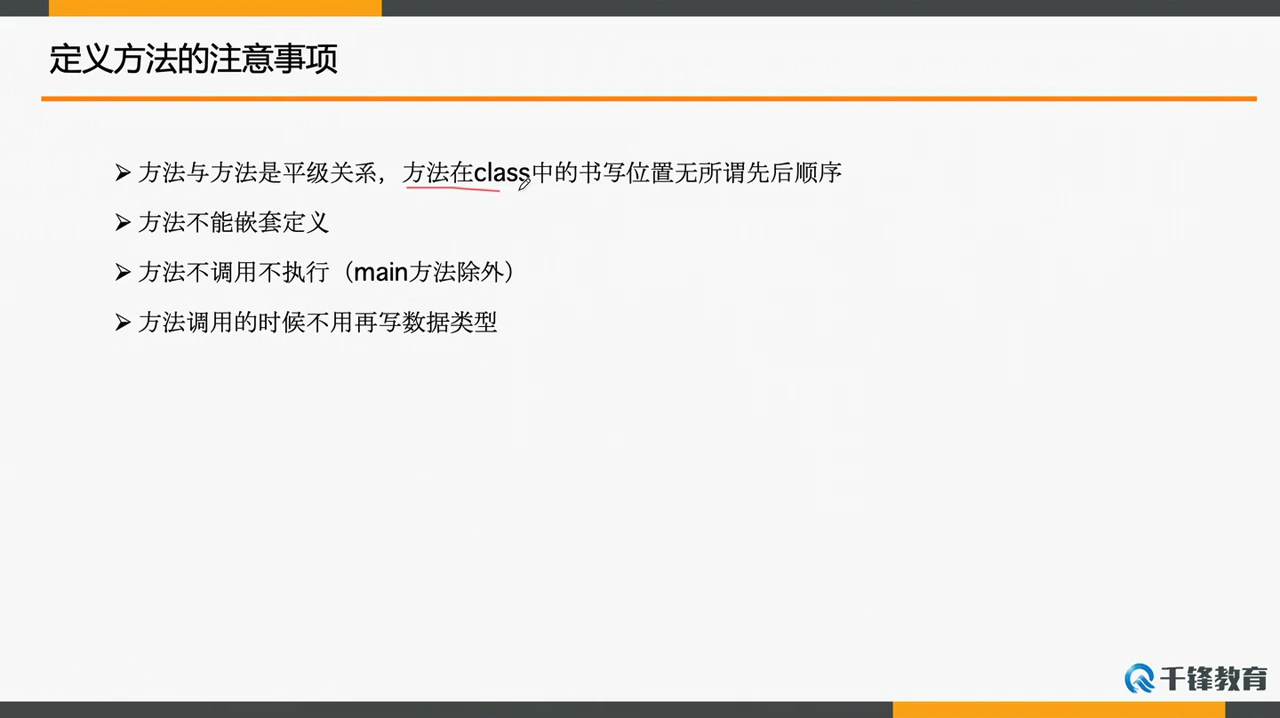 定义方法的注意事项
方法与方法是平级关系，方法在class中的书写位置无所谓先后顺序
方法不能嵌套定义
方法不调用不执行（main方法除外）
方法调用的时候不用再写数据类型
千锋教育